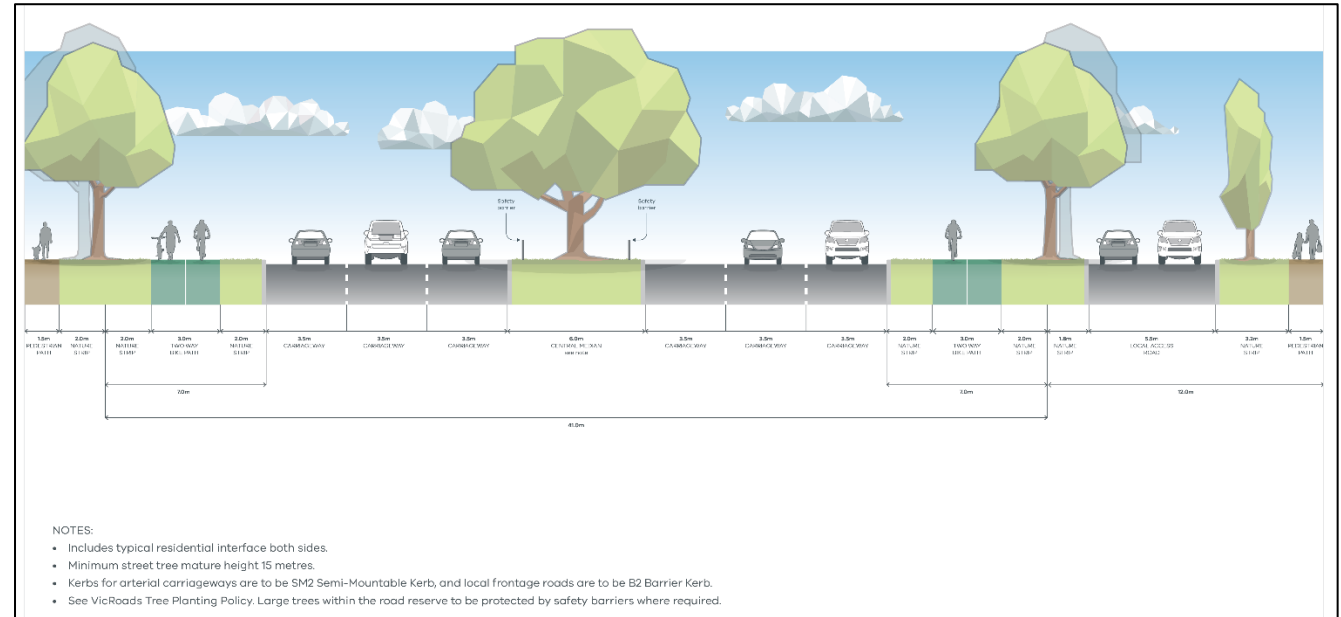 Safety
barrier
Safety
barrier
1.5m
PEDESTRIAN
PATH
2.0m
NATURE
STRIP
2.0m
NATURE
STRIP
3.0m
TWO WAY
BIKE PATH
2.0m
NATURE
STRIP
3.5m
CARRIAGEWAY
3.5m
CARRIAGEWAY
3.5m
CARRIAGEWAY
6.0m
CENTRAL MEDIAN
3.5m
CARRIAGEWAY
3.5m
CARRIAGEWAY
3.5m
CARRIAGEWAY
2.0m
NATURE
STRIP
3.0m
TWO WAY
BIKE PATH
2.0m
NATURE
STRIP
NATURE
STRIP
5.5m
LOCAL ACCESS
ROAD
NATURE
STRIP
1.5m
PEDESTRIAN
PATH
7.0m
7.0m
12.0m
41.0m
NOTES:
• Includes typical residential interface both sides.
• Minimum street tree mature height 15 metres.
• Kerbs for arterial carriageways are to be SM2 Semi-Mountable Kerb, and local frontage roads are to be B2 Barrier Kerb.
• See VicRoads Tree Planting Policy. Large trees within the road reserve to be protected by safety barriers where required.